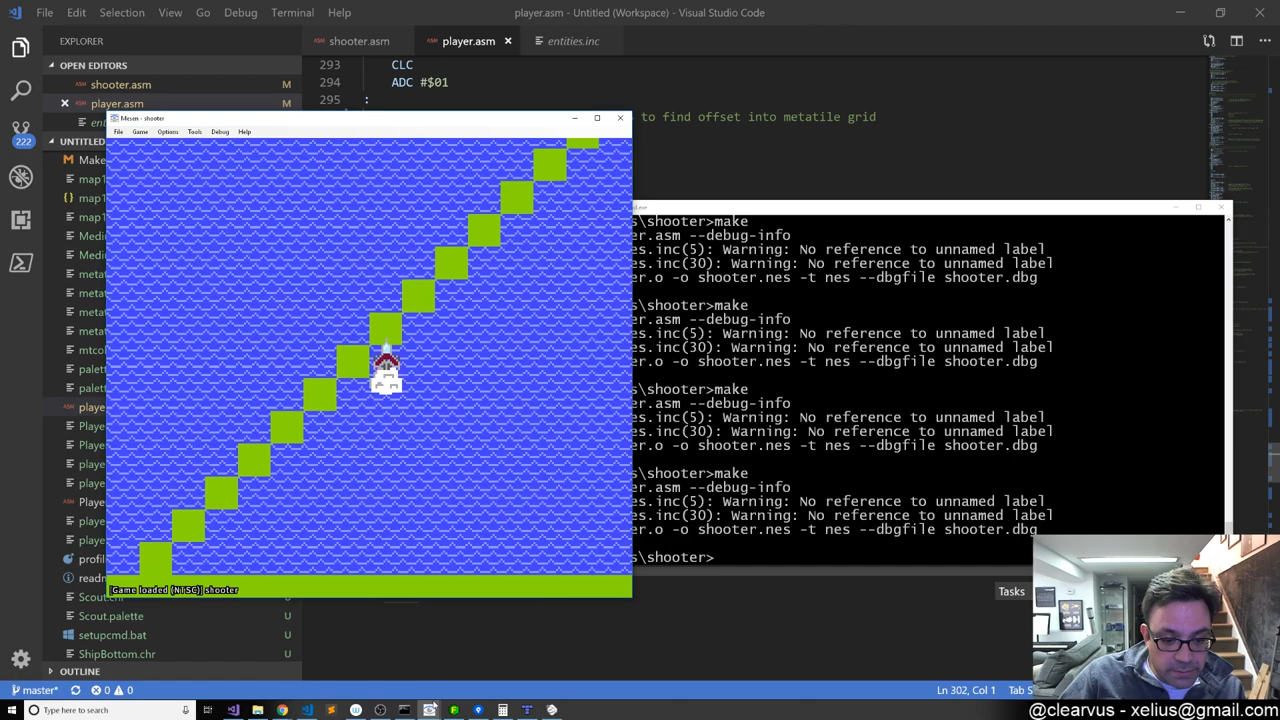 File Edit Selection View Go Debug Terminal Help
player.asm - Untitled (Workspace) - Visual Studio Code
EXPLORER
shooter.asm
player.asm
entities.inc
OPEN EDITORS
shooter.asm M
player.asm M
UNTITLED
222
293 CLC
294 ADC #$01
295 :
to find offset into metatile grid
Mesen - shooter
File Game Options Tools Debug Help
[Game loaded (NTSC)] shooter
s\shooter>make
er.asm --debug-info
es.inc(5): Warning: No reference to unnamed label
es.inc(30): Warning: No reference to unnamed label
er.o -o shooter.nes -t nes --dbgfile shooter.dbg
s\shooter>make
er.asm --debug-info
es.inc(5): Warning: No reference to unnamed label
es.inc(30): Warning: No reference to unnamed label
er.o -o shooter.nes -t nes --dbgfile shooter.dbg
s\shooter>make
er.asm --debug-info
es.inc(5): Warning: No reference to unnamed label
es.inc(30): Warning: No reference to unnamed label
er.o -o shooter.nes -t nes --dbgfile shooter.dbg
s\shooter>make
er.asm --debug-info
es.inc(5): Warning: No reference to unnamed label
es.inc(30): Warning: No reference to unnamed label
er.o -o shooter.nes -t nes --dbgfile shooter.dbg
s\shooter>
Tasks
Scout.palette U
setupcmd.bat U
ShipBottom.chr U
OUTLINE
master*
0 0
Ln 302, Col 1 Tab S
Type here to search
@clearvus - xelius@gmail.com